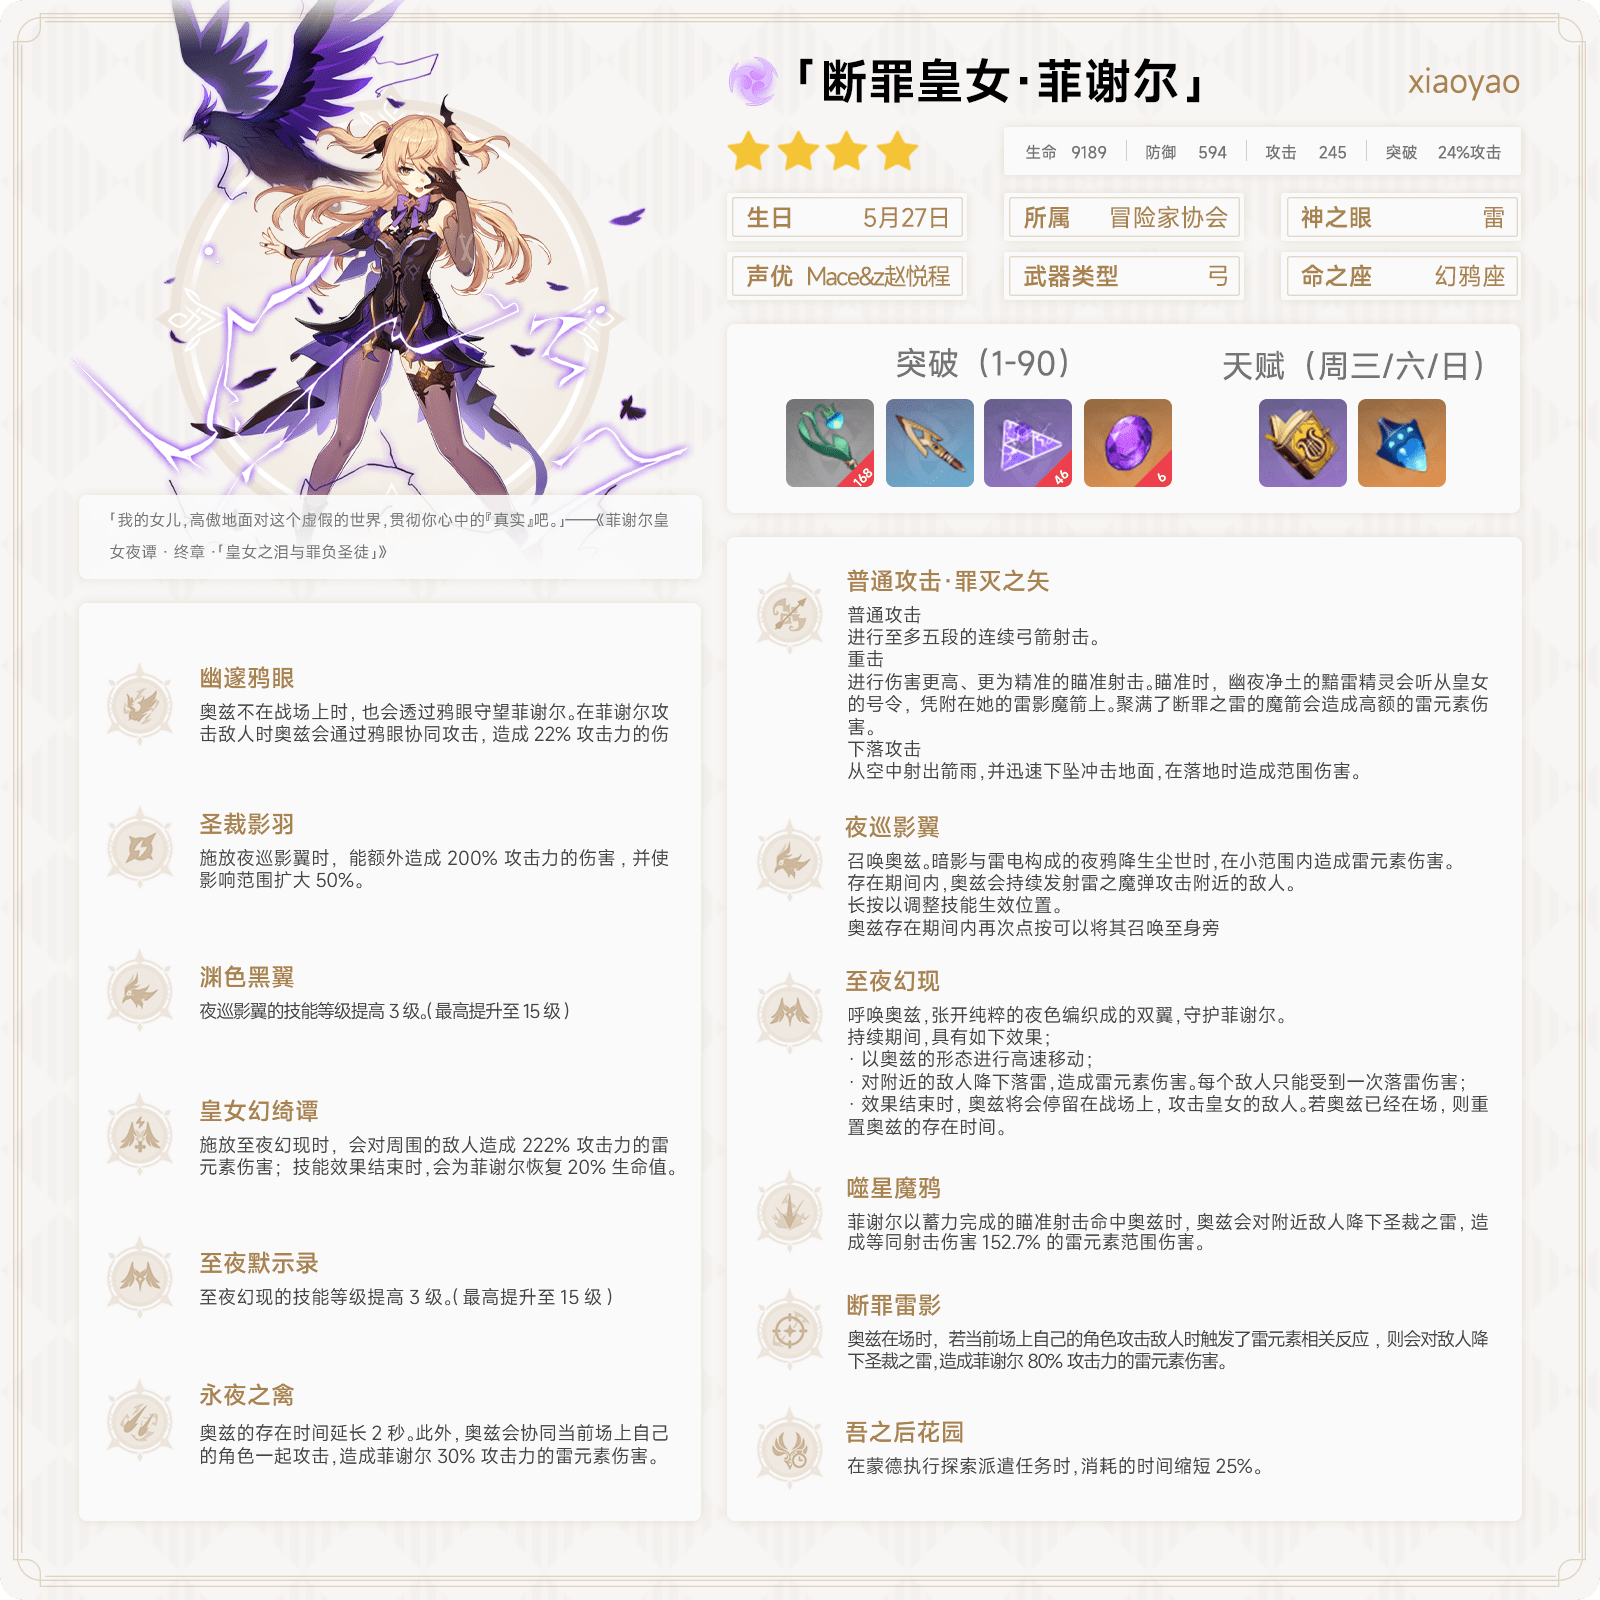 「断罪皇女·菲谢尔」
xiaoyao
生命 9189 防御 594 攻击 245 突破 24%攻击
生日 5月27日
所属 冒险家协会
神之眼 雷
声优 Mace&z赵悦程
武器类型 弓
命之座 幻鸦座
突破（1-90）
168
46
6
天赋（周三/六/日）
「我的女儿,高傲地面对这个虚假的世界,贯彻你心中的『真实』吧。」——《菲谢尔皇
女夜谭·终章·「皇女之泪与罪负圣徒」》
幽邃鸦眼
奥兹不在战场上时，也会透过鸦眼守望菲谢尔。在菲谢尔攻
击敌人时奥兹会通过鸦眼协同攻击，造成 22% 攻击力的伤
圣裁影羽
施放夜巡影翼时，能额外造成 200% 攻击力的伤害，并使
影响范围扩大 50%。
渊色黑翼
夜巡影翼的技能等级提高 3 级。(最高提升至 15 级)
皇女幻绮谭
施放至夜幻现时，会对周围的敌人造成 222% 攻击力的雷
元素伤害；技能效果结束时,会为菲谢尔恢复 20% 生命值。
至夜默示录
至夜幻现的技能等级提高 3 级。(最高提升至 15 级)
永夜之禽
奥兹的存在时间延长 2 秒。此外，奥兹会协同当前场上自己
的角色一起攻击,造成菲谢尔 30% 攻击力的雷元素伤害。
普通攻击·罪灭之矢
普通攻击
进行至多五段的连续弓箭射击。
重击
进行伤害更高、更为精准的瞄准射击。瞄准时，幽夜净土的黯雷精灵会听从皇女
的号令，凭附在她的雷影魔箭上。聚满了断罪之雷的魔箭会造成高额的雷元素伤
害。
下落攻击
从空中射出箭雨,并迅速下坠冲击地面,在落地时造成范围伤害。
夜巡影翼
召唤奥兹。暗影与雷电构成的夜鸦降生尘世时,在小范围内造成雷元素伤害。
存在期间内,奥兹会持续发射雷之魔弹攻击附近的敌人。
长按以调整技能生效位置。
奥兹存在期间内再次点按可以将其召唤至身旁
至夜幻现
呼唤奥兹,张开纯粹的夜色编织成的双翼,守护菲谢尔。
持续期间,具有如下效果；
· 以奥兹的形态进行高速移动；
· 对附近的敌人降下落雷,造成雷元素伤害。每个敌人只能受到一次落雷伤害；
· 效果结束时，奥兹将会停留在战场上，攻击皇女的敌人。若奥兹已经在场，则重
置奥兹的存在时间。
噬星魔鸦
菲谢尔以蓄力完成的瞄准射击命中奥兹时，奥兹会对附近敌人降下圣裁之雷，造
成等同射击伤害 152.7% 的雷元素范围伤害。
断罪雷影
奥兹在场时，若当前场上自己的角色攻击敌人时触发了雷元素相关反应，则会对敌人降
下圣裁之雷,造成菲谢尔 80% 攻击力的雷元素伤害。
吾之后花园
在蒙德执行探索派遣任务时,消耗的时间缩短 25%。